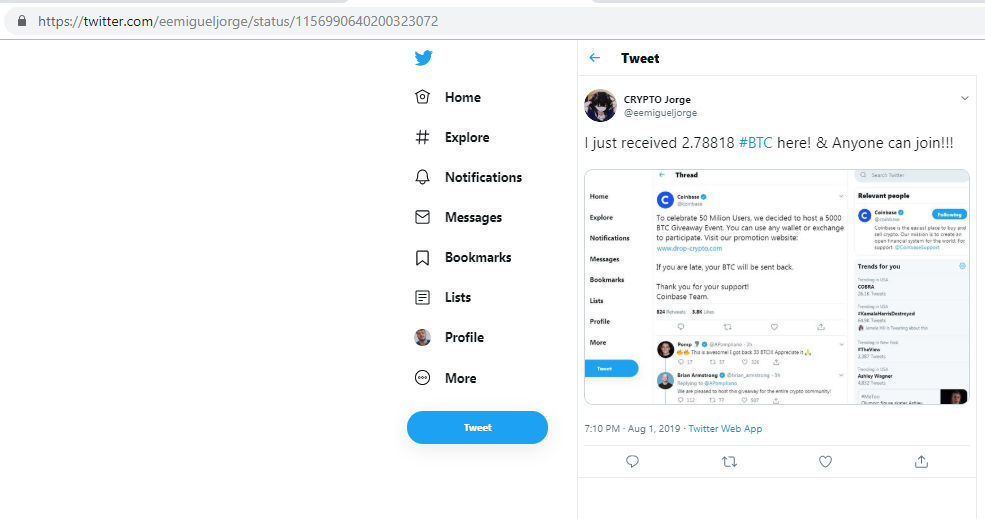 https://twitter.com/eemigueljorge/status/1156990640200323072
Home
Explore
Notifications
Messages
Bookmarks
Lists
Profile
More
Tweet
Tweet
CRYPTO Jorge
@eemigueljorge
I just received 2.78818 #BTC here! & Anyone can join!!!
Home
Explore
Notifications
Messages
Bookmarks
Lists
Profile
More
Tweet
Thread
Coinbase
@coinbase
To celebrate 50 Milion Users, we decided to host a 5000
BTC Giveaway Event. You can use any wallet or exchange
to participate. Visit our promotion website:
www.drop-crypto.com
If you are late, your BTC will be sent back.
Thank you for your support!
Coinbase Team.
824 Retweets 3.8K Likes
Pomp @APompliano · 3h
This is awesome! I got back 33 BTC!! Appreciate it
17 37 320
Brian Armstrong @brian_armstrong · 3h
Replying to @APompliano
We are pleased to host this giveaway for the entire crypto community!
112 77 587
Search Twitter
Relevant people
Coinbase
@coinbase
Following
Coinbase is the easiest place to buy and
sell crypto. Our mission is to create an
open financial system for the world. For
support: @CoinbaseSupport
Trends for you
Trending in USA
COBRA
26.1K Tweets
Trending in USA
#KamalaHarrisDestroyed
64.9K Tweets
is Tweeting about this
Trending in New York
#TheView
2,387 Tweets
Trending in USA
Ashley Wagner
4,832 Tweets
#MeToo
7:10 PM · Aug 1, 2019 · Twitter Web App